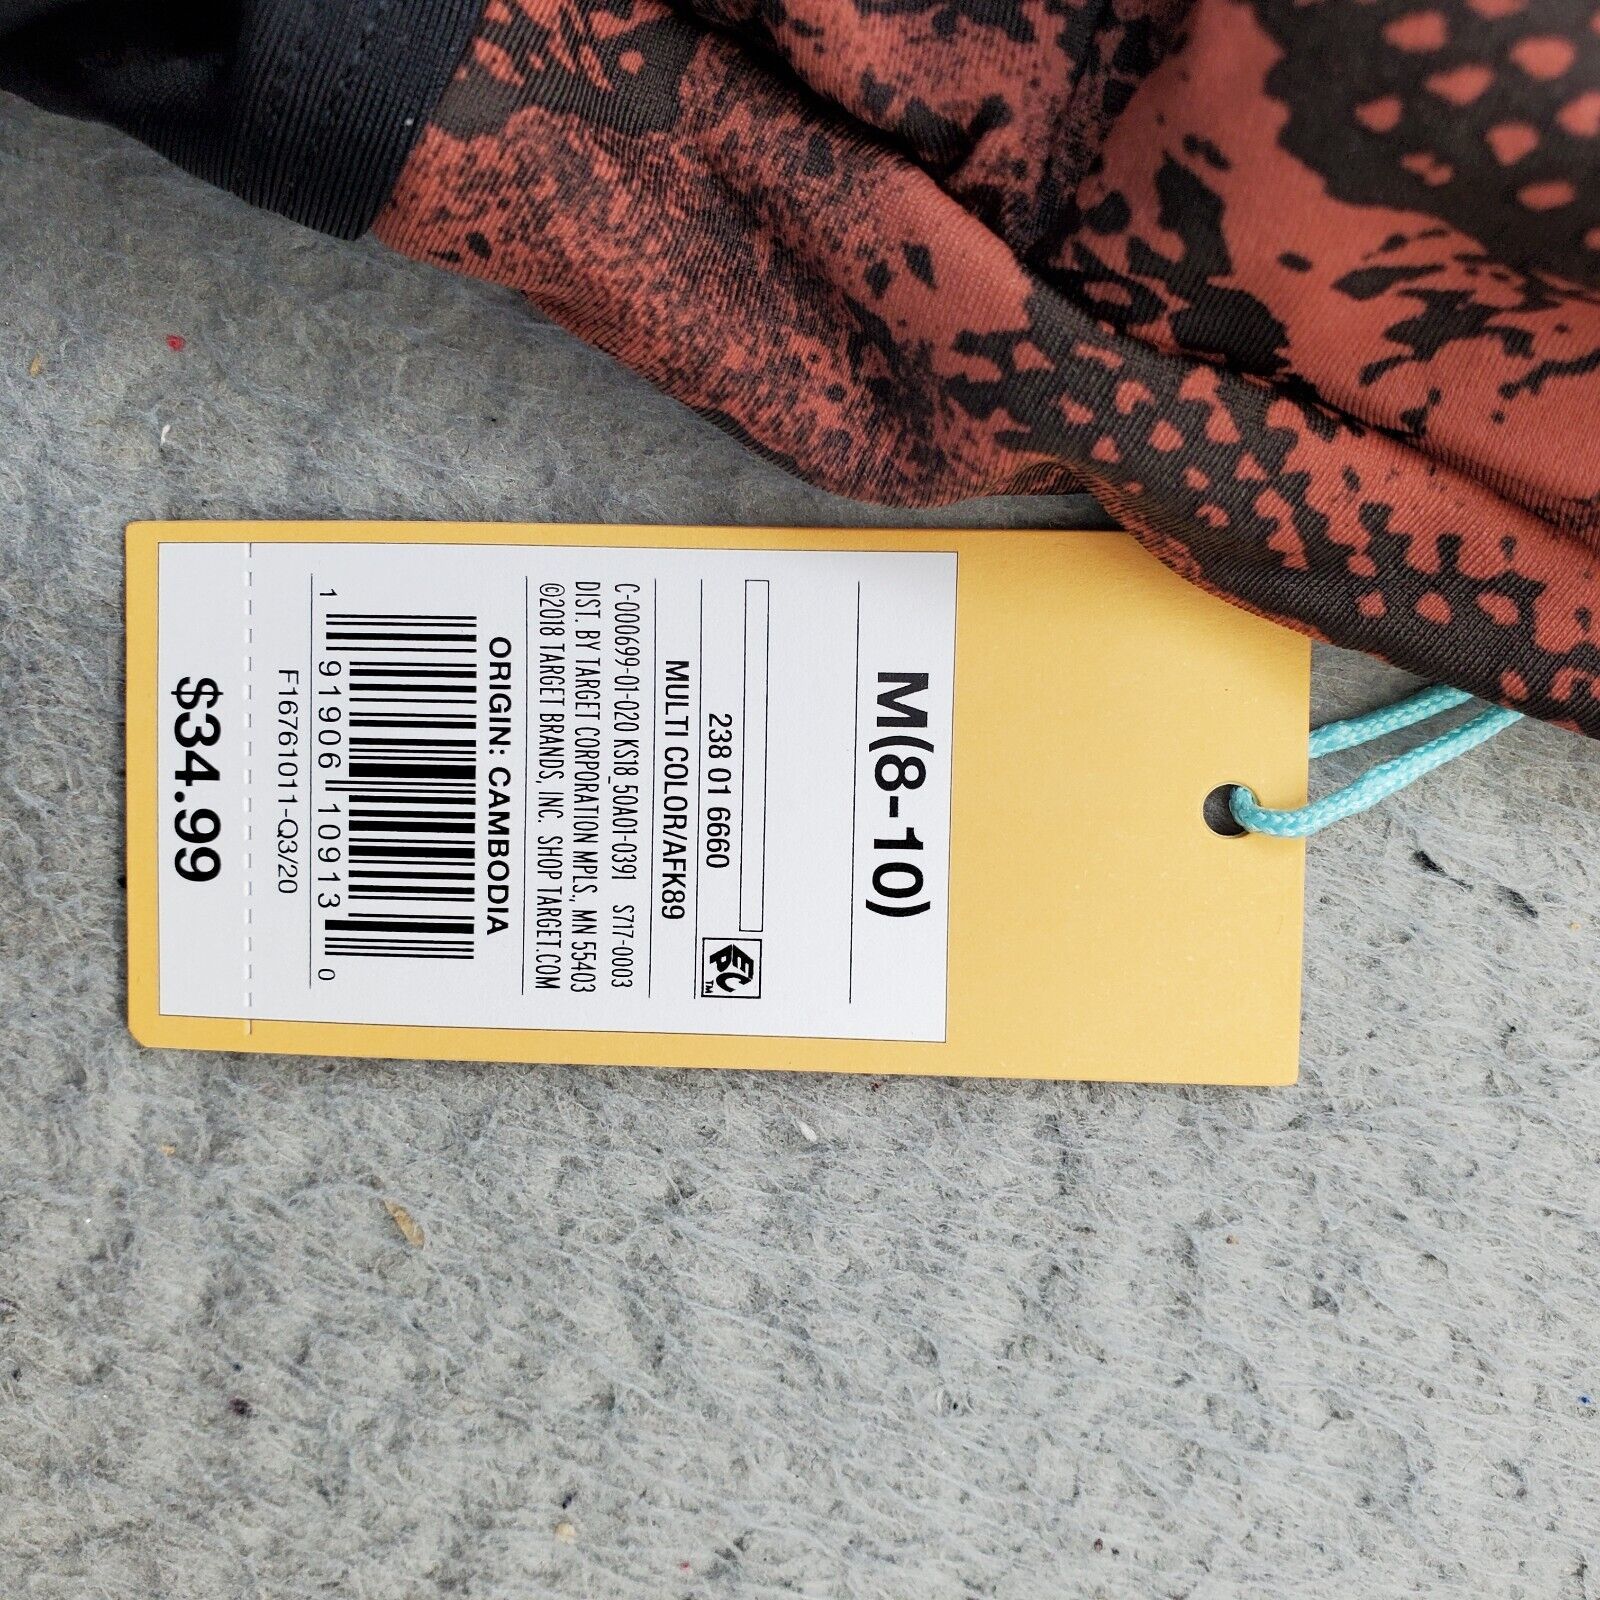 M(8-10)
EPC™
238 01 6660
MULTI COLOR/AFK89
C-000699-01-020 KS18_50A01-0391 S717-0003
DIST. BY TARGET CORPORATION MPLS., MN 55403
©2018 TARGET BRANDS, INC. SHOP TARGET.COM
ORIGIN: CAMBODIA
1 91906 10913 0
F16761011-Q3/20
$34.99